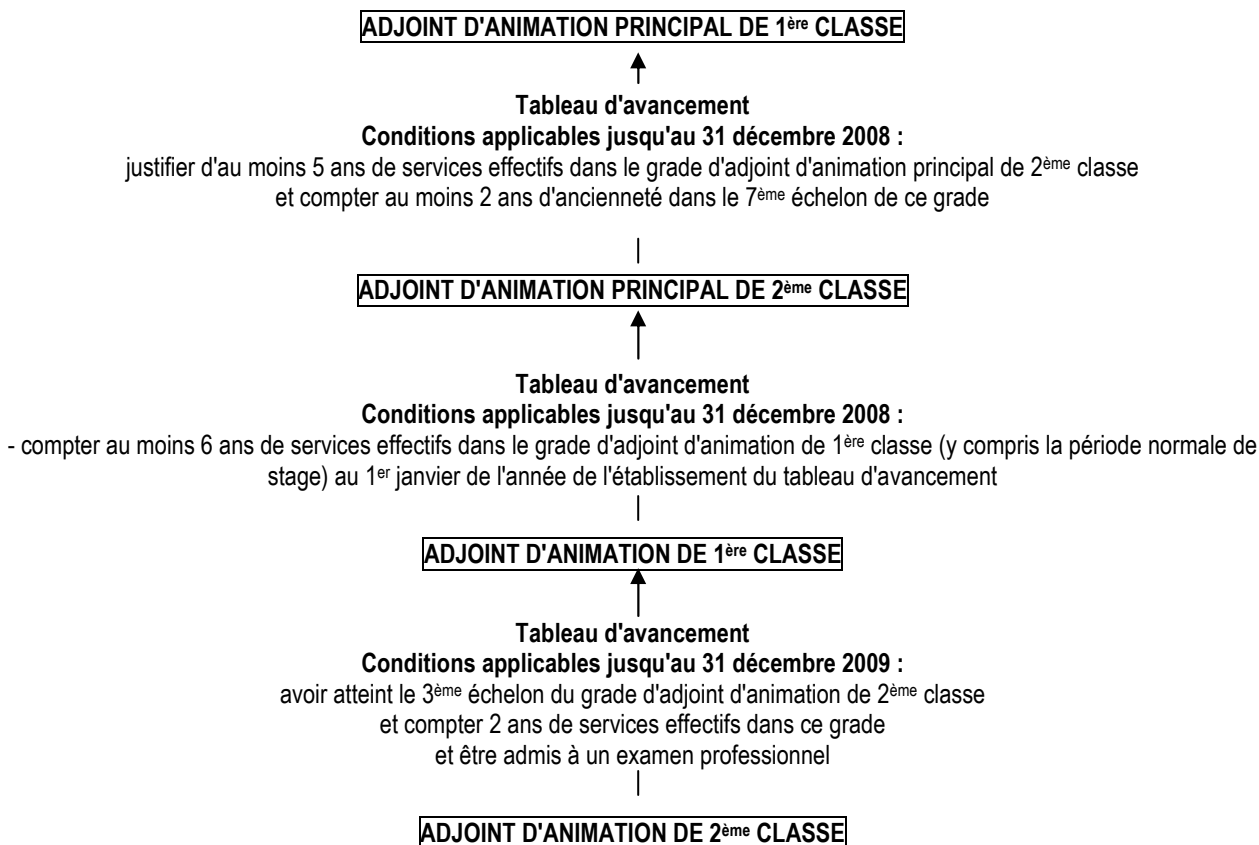 ADJOINT D'ANIMATION PRINCIPAL DE 1ère CLASSE
Tableau d'avancement
Conditions applicables jusqu'au 31 décembre 2008 :
justifier d'au moins 5 ans de services effectifs dans le grade d'adjoint d'animation principal de 2ème classe
et compter au moins 2 ans d'ancienneté dans le 7ème échelon de ce grade
ADJOINT D'ANIMATION PRINCIPAL DE 2ème CLASSE
Tableau d'avancement
Conditions applicables jusqu'au 31 décembre 2008 :
- compter au moins 6 ans de services effectifs dans le grade d'adjoint d'animation de 1ère classe (y compris la période normale de
stage) au 1er janvier de l'année de l'établissement du tableau d'avancement
ADJOINT D'ANIMATION DE 1ère CLASSE
Tableau d'avancement
Conditions applicables jusqu'au 31 décembre 2009 :
avoir atteint le 3ème échelon du grade d'adjoint d'animation de 2ème classe
et compter 2 ans de services effectifs dans ce grade
et être admis à un examen professionnel
ADJOINT D'ANIMATION DE 2ème CLASSE